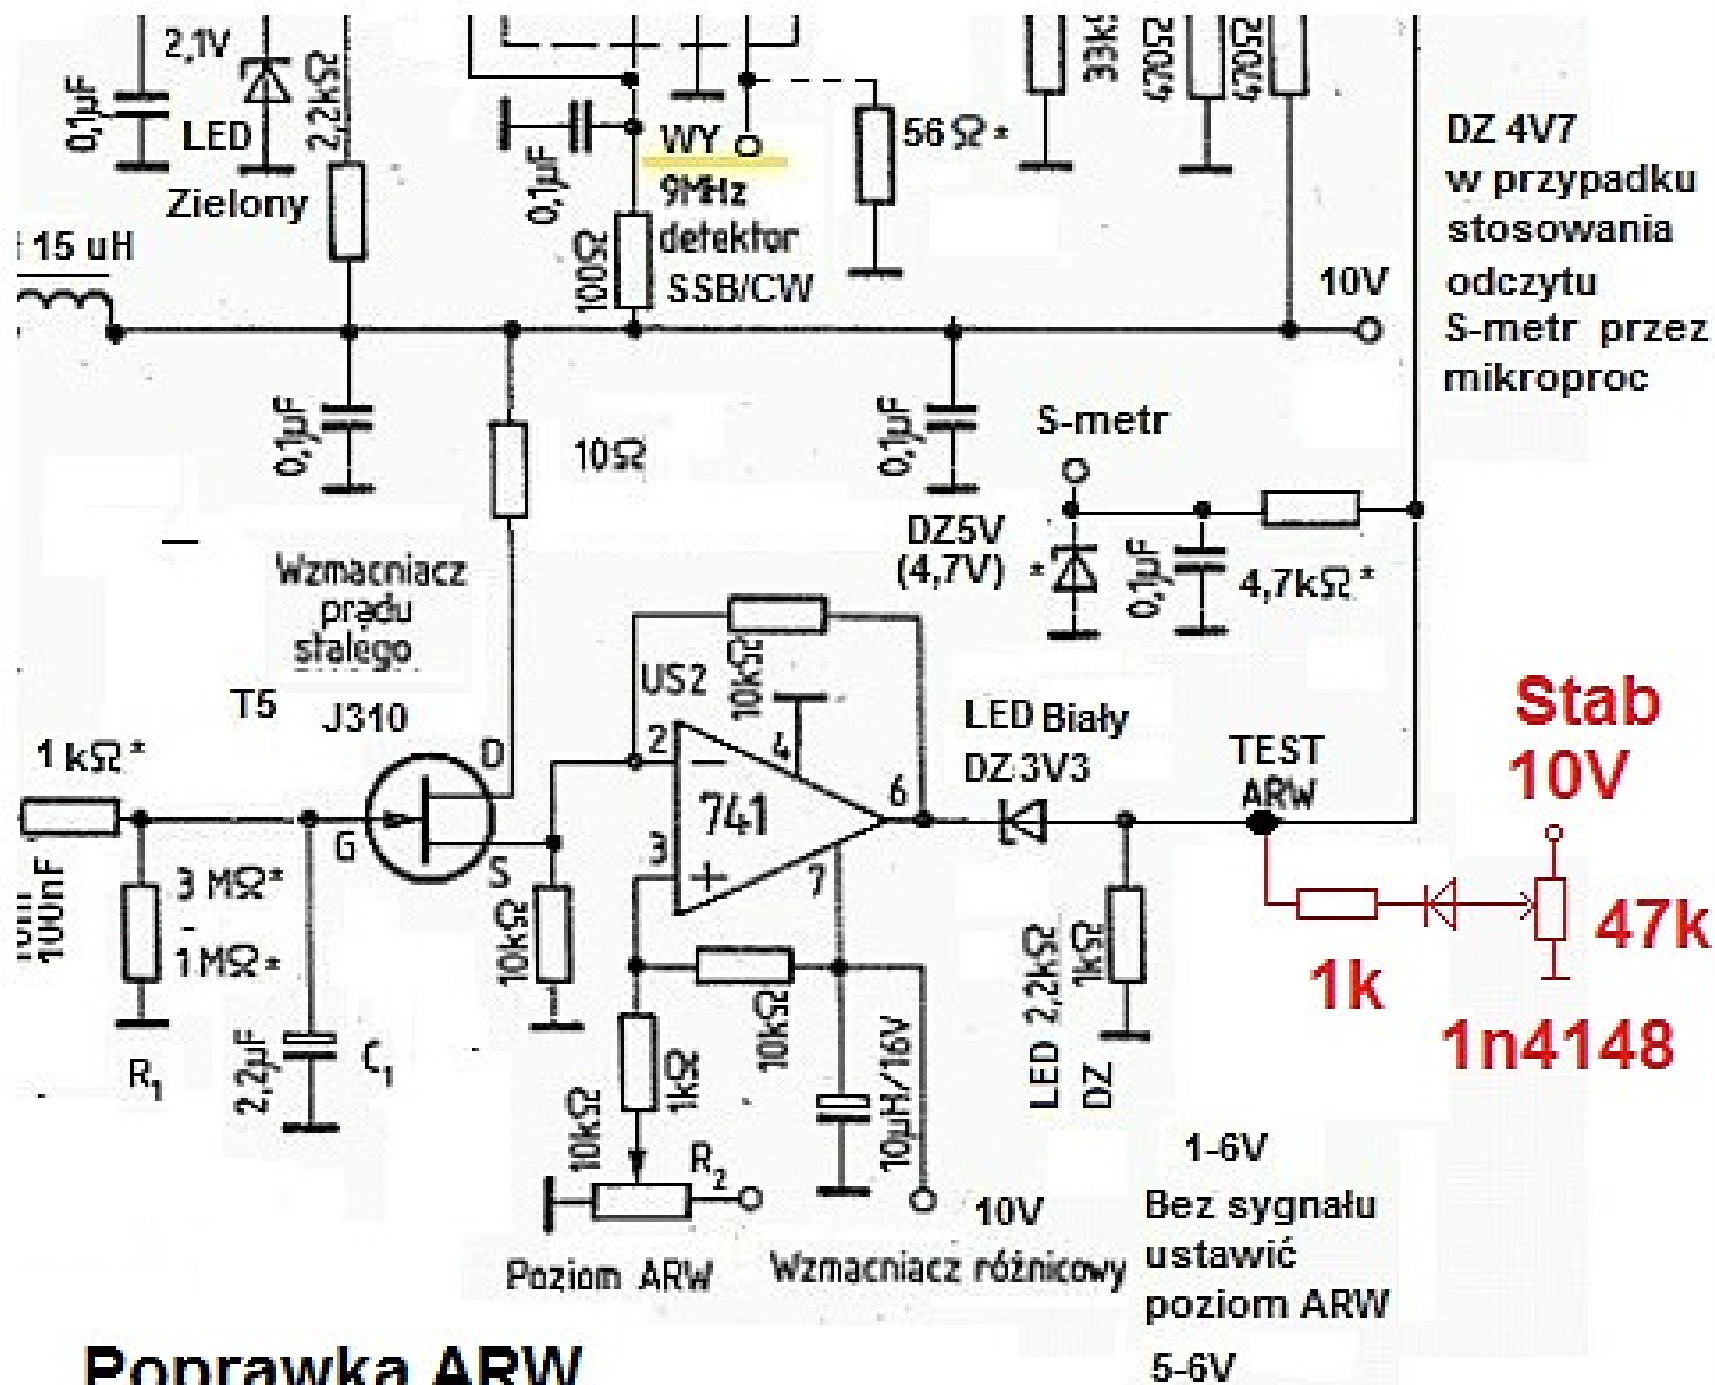 2,1V
0,1µF
LED
Zielony
2,2kΩ
15 uH
0,1µF
WY
9MHz
detektor
SSB/CW
100Ω
56 Ω *
470Ω
470Ω
10V
DZ 4V7
w przypadku
stosowania
odczytu
S-metr przez
mikroproc
0,1µF
10Ω
0,1µF
S-metr
DZ5V
(4,7V) *
0,1µF
4,7kΩ *
Wzmacniacz
prądu
stałego
T5
J310
1 kΩ *
D
G
S
100nF
3 MΩ*
-
1 MΩ*
R1
2,2µF
C1
10kΩ
US2
10kΩ
2
4
741
6
3
7
LED Biały
DZ 3V3
TEST
ARW
Stab
10V
47k
1k
1n4148
LED 2,2kΩ
DZ 1kΩ
10kΩ
1kΩ
10kΩ
R2
10µH/16V
10V
Poziom ARW
Wzmacniacz różnicowy
1-6V
Bez sygnału
ustawić
poziom ARW
5-6V
Poprawka ARW